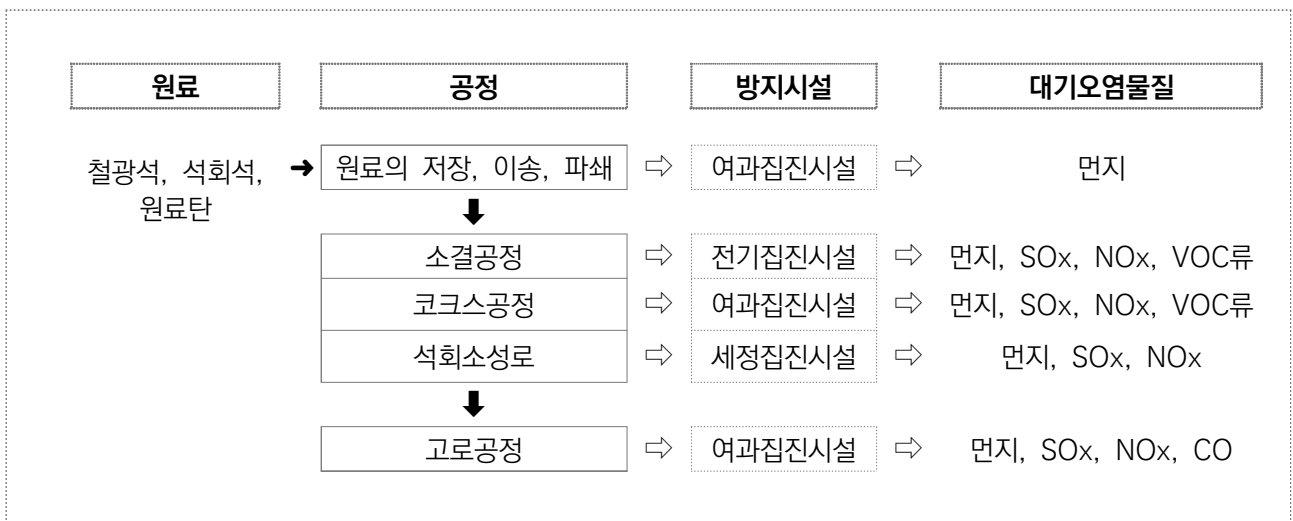 원료 공정 방지시설 대기오염물질
철광석, 석회석, ➜ 원료의 저장, 이송, 파쇄 ⇨ 여과집진시설 ⇨ 먼지
원료탄
소결공정 ⇨ 전기집진시설 ⇨ 먼지, SOx, NOx, VOC류
코크스공정 ⇨ 여과집진시설 ⇨ 먼지, SOx, NOx, VOC류
석회소성로 ⇨ 세정집진시설 ⇨ 먼지, SOx, NOx
고로공정 ⇨ 여과집진시설 ⇨ 먼지, SOx, NOx, CO